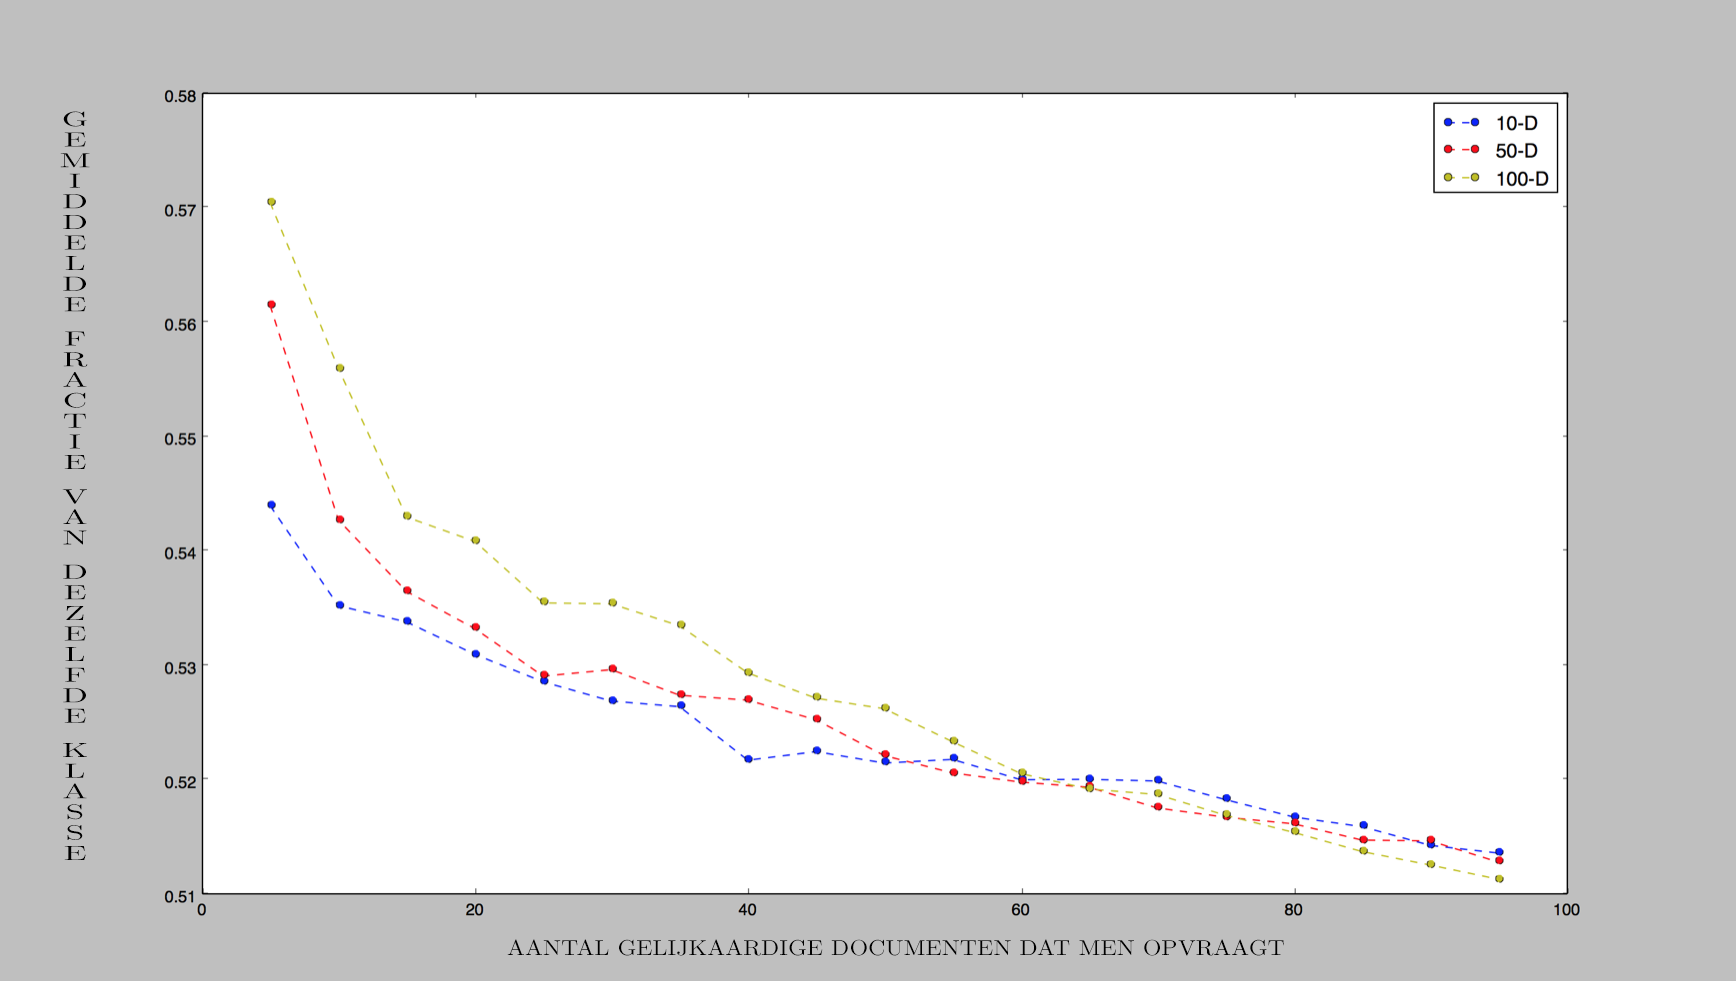 GEMIDDELDE FRACTIE VAN DEZELFDE KLASSE
0.58
0.57
0.56
0.55
0.54
0.53
0.52
0.51
10-D
50-D
100-D
0 20 40 60 80 100
AANTAL GELIJKAARDIGE DOCUMENTEN DAT MEN OPVRAAGT